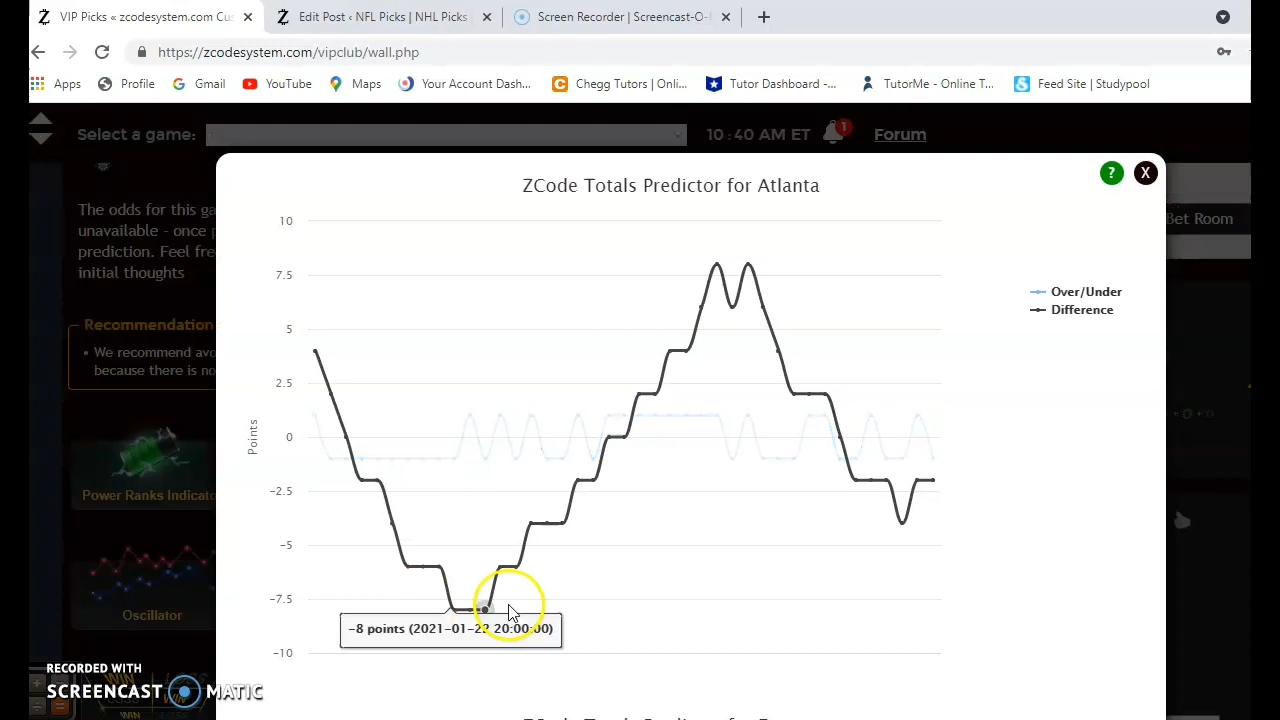 VIP Picks « zcodesystem.com Cus
Edit Post ‹ NFL Picks | NHL Picks
Screen Recorder | Screencast-O-
https://zcodesystem.com/vipclub/wall.php
Apps
Profile
Gmail
YouTube
Maps
Your Account Dash...
Chegg Tutors | Onli...
Tutor Dashboard -...
TutorMe - Online T...
Feed Site | Studypool
Select a game:
10:40 AM ET
1
Forum
ZCode Totals Predictor for Atlanta
?
X
The odds for this ga
unavailable - once p
prediction. Feel fre
initial thoughts
Bet Room
Recommendation
• We recommend avo
because there is no
Power Ranks Indicato
Oscillator
10
7.5
5
2.5
0
-2.5
-5
-7.5
-10
Points
Over/Under
Difference
-8 points (2021-01-22 20:00:00)
RECORDED WITH
SCREENCAST MATIC
WIN
WIN